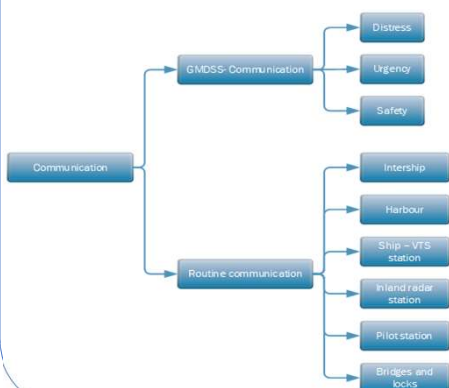 Distress
GMDSS- Communication
Urgency
Safety
Communication
Intership
Harbour
Ship – VTS
station
Routine communication
Inland radar
station
Pilot station
Bridges and
locks